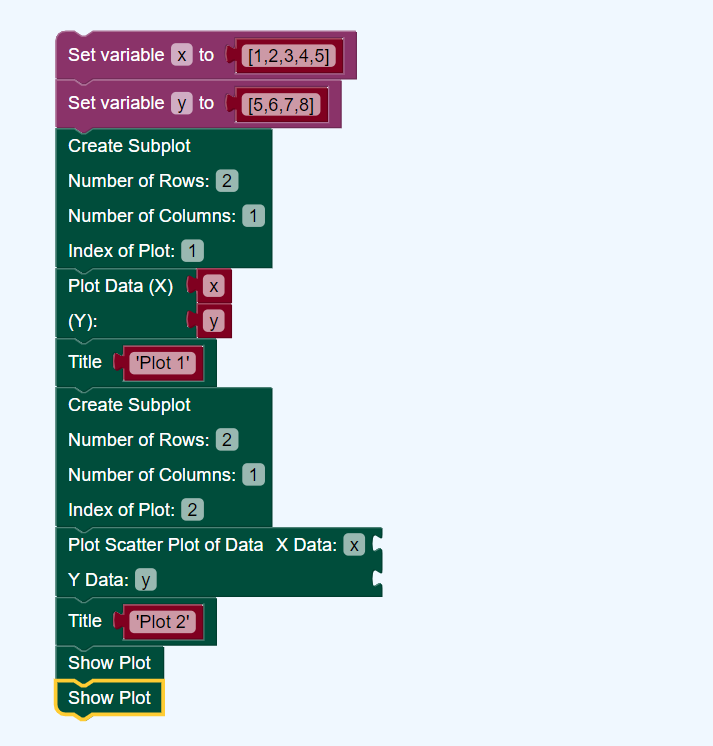 Set variable x to [1,2,3,4,5]
Set variable y to [5,6,7,8]
Create Subplot
Number of Rows: 2
Number of Columns: 1
Index of Plot: 1
Plot Data (X) x
(Y): y
Title 'Plot 1'
Create Subplot
Number of Rows: 2
Number of Columns: 1
Index of Plot: 2
Plot Scatter Plot of Data X Data: x
Y Data: y
Title 'Plot 2'
Show Plot
Show Plot